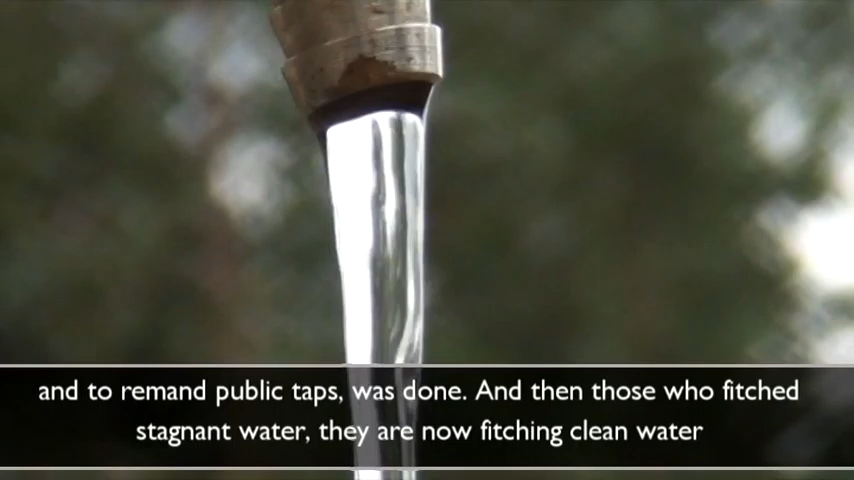 and to remand public taps, was done. And then those who fitched
stagnant water, they are now fitching clean water